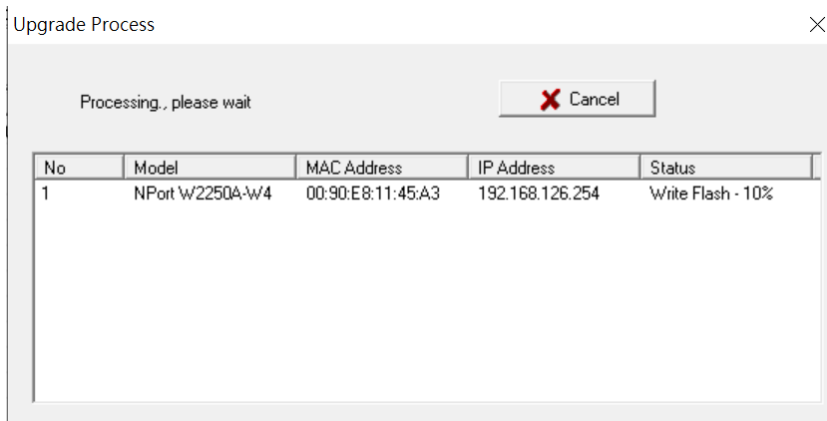 Upgrade Process
Processing., please wait
Cancel
No Model MAC Address IP Address Status
1 NPort W2250A-W4 00:90:E8:11:45:A3 192.168.126.254 Write Flash - 10%